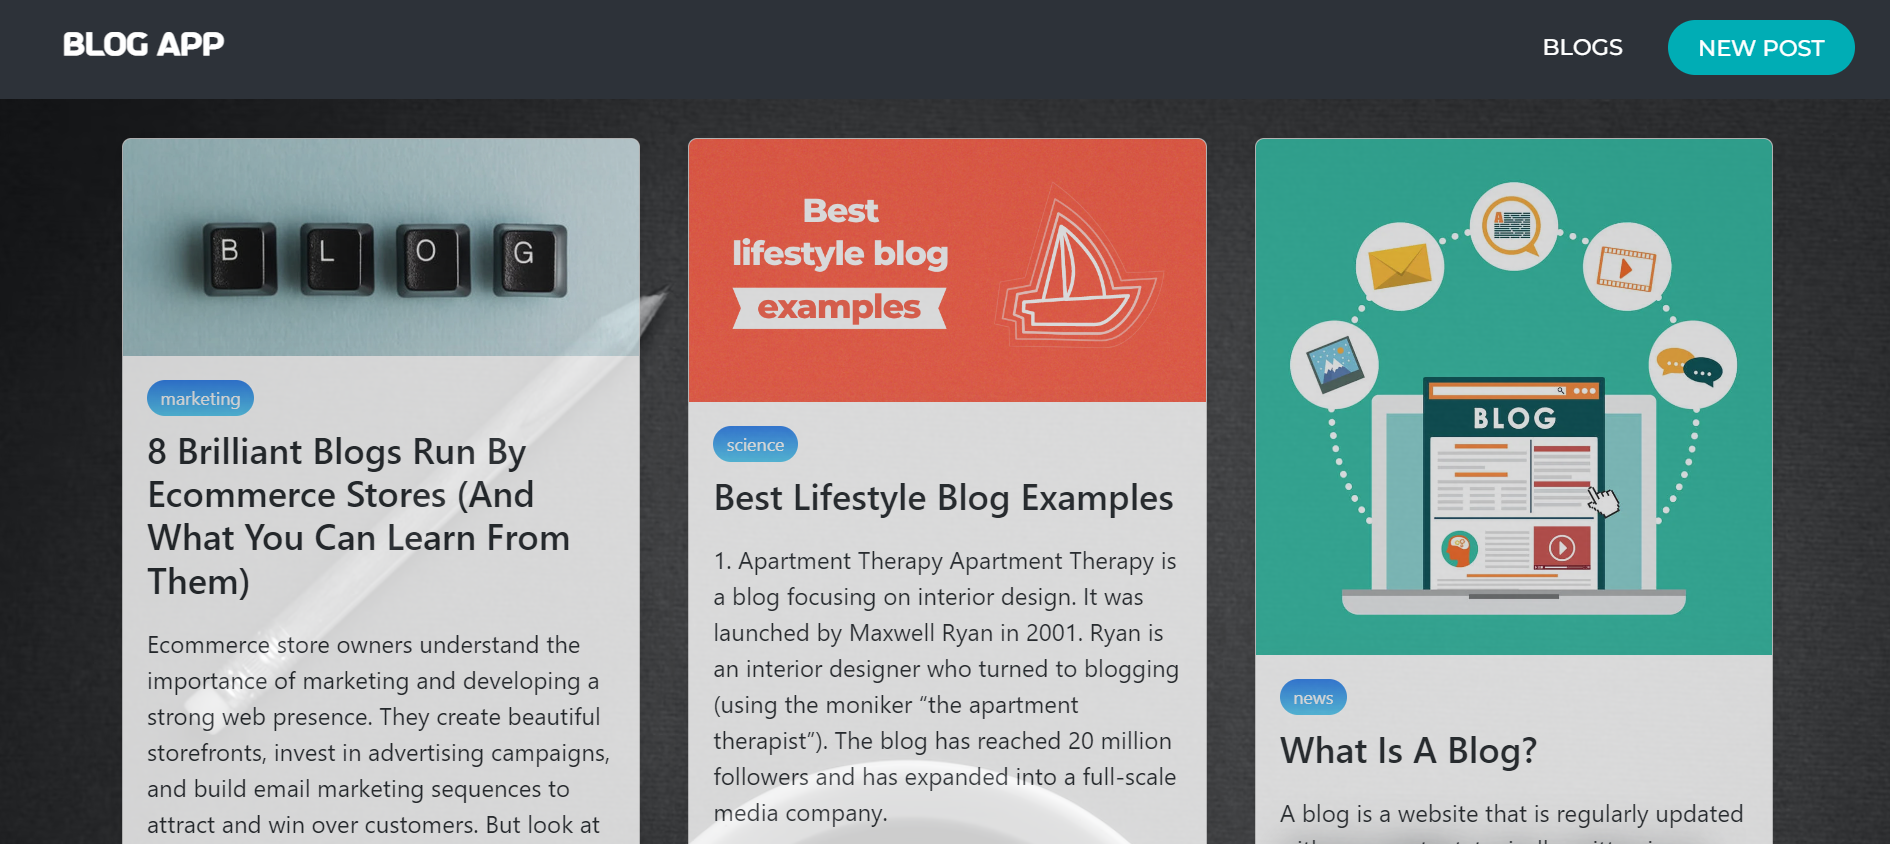 BLOG APP
BLOGS
NEW POST
B L O G
marketing
8 Brilliant Blogs Run By
Ecommerce Stores (And
What You Can Learn From
Them)
Ecommerce store owners understand the
importance of marketing and developing a
strong web presence. They create beautiful
storefronts, invest in advertising campaigns,
and build email marketing sequences to
attract and win over customers. But look at
Best
lifestyle blog
examples
science
Best Lifestyle Blog Examples
1. Apartment Therapy Apartment Therapy is
a blog focusing on interior design. It was
launched by Maxwell Ryan in 2001. Ryan is
an interior designer who turned to blogging
(using the moniker “the apartment
therapist”). The blog has reached 20 million
followers and has expanded into a full-scale
media company.
A
BLOG
news
What Is A Blog?
A blog is a website that is regularly updated